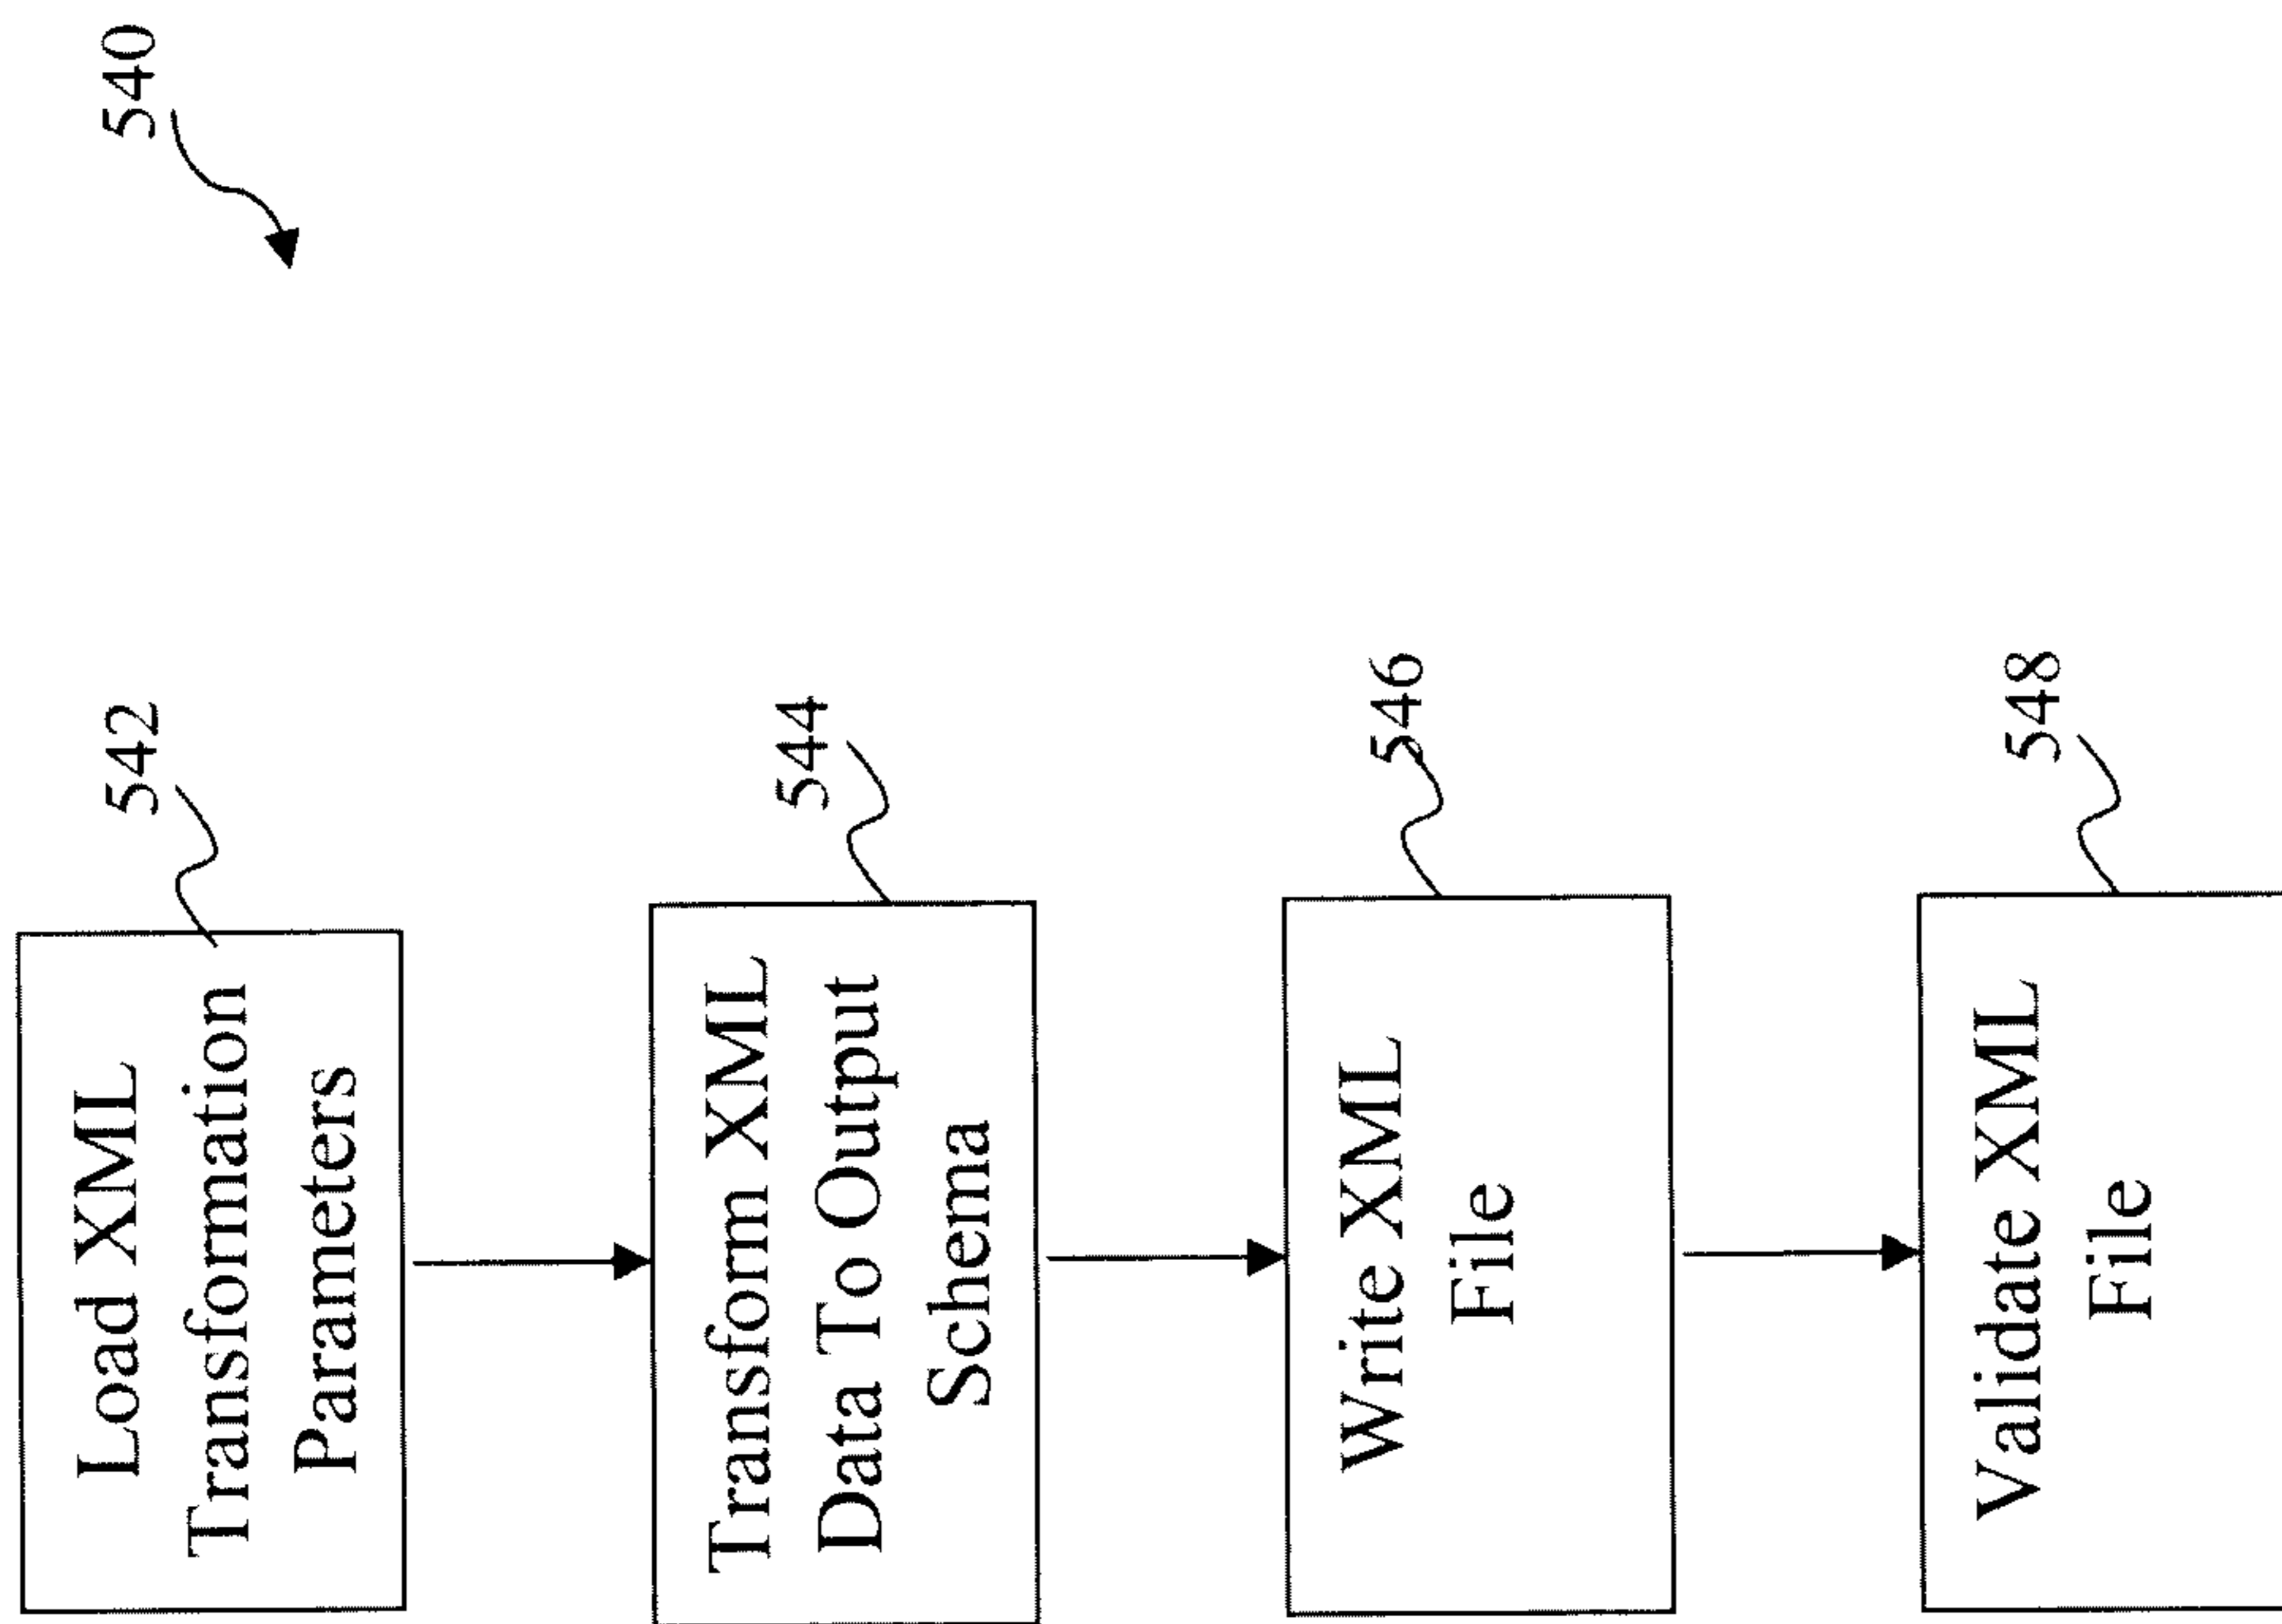 540
542
Load XML
Transformation
Parameters
544
Transform XML
Data To Output
Schema
546
Write XML
File
548
Validate XML
File